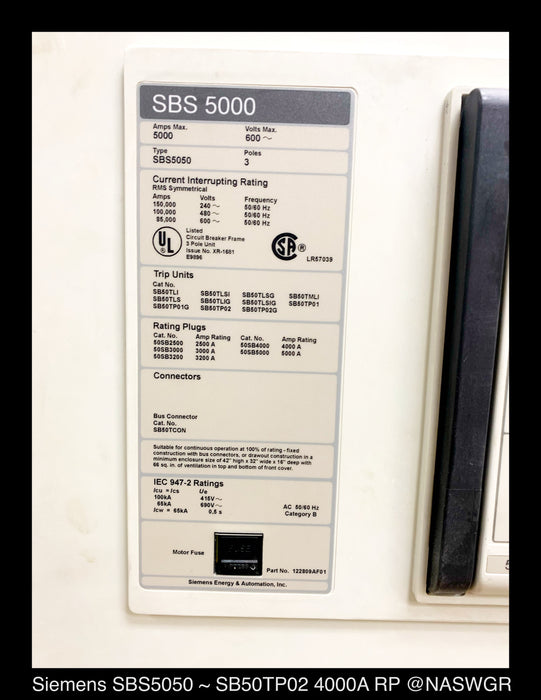 SBS 5000
Amps Max. Volts Max.
5000 600 ~
Type Poles
SBS5050 3
Current Interrupting Rating
RMS Symmetrical
Amps Volts Frequency
150,000 240 ~ 50/60 Hz
100,000 480 ~ 50/60 Hz
85,000 600 ~ 50/60 Hz
UL ® Listed
Circuit Breaker Frame
3 Pole Unit
Issue No. XR-1681
E9896
SA ® LR57039
Trip Units
Cat No.
SB50TLI SB50TLSI SB50TLSG SB50TMLI
SB50TLS SB50TLIG SB50TLSIG SB50TP01
SB50TP01G SB50TP02 SB50TP02G
Rating Plugs
Cat. No. Amp Rating Cat. No. Amp Rating
50SB2500 2500 A 50SB4000 4000 A
50SB3000 3000 A 50SB5000 5000 A
50SB3200 3200 A
Connectors
Bus Connector
Cat. No.
SB50TCON
Suitable for continuous operation at 100% of rating - fixed
construction with bus connectors, or drawout construction in a
minimum enclosure size of 42" high x 32" wide x 18" deep with
66 sq. in. of ventilation in top and bottom of front cover.
IEC 947-2 Ratings
Icu = Ics Ue
100kA 415V~
65kA 690V~ AC 50/60 Hz
Icw = 65kA 0,5 s Category B
Motor Fuse
FUSE
Part No. 122809AF01
Siemens Energy & Automation, Inc.
Siemens SBS5050 ~ SB50TP02 4000A RP @NASWGR